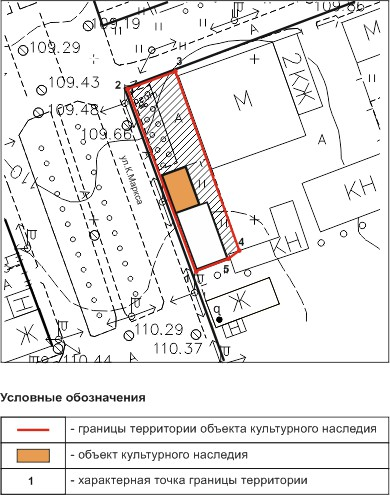 109.19
109.86
109.29
М
3
2
2КЖ
109.43
М
109.48
А
109.66
А
ул.К.Маркса
110
КН
4
КН
5
Ж
Н
Ж
Н
110.29
110.37
110.44
Условные обозначения
- границы территории объекта культурного наследия
- объект культурного наследия
1 - характерная точка границы территории